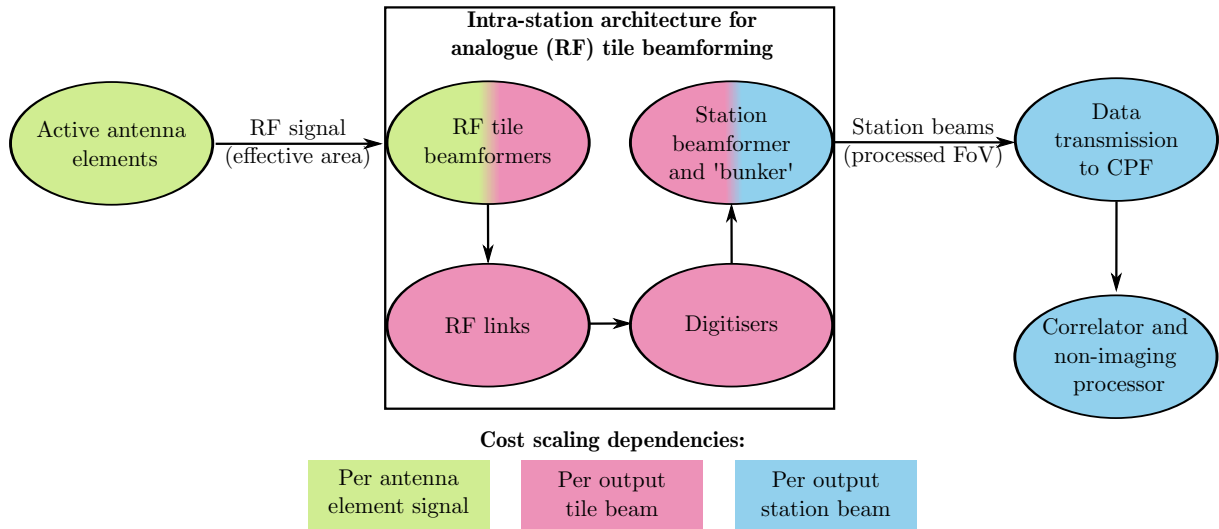 Intra-station architecture for
analogue (RF) tile beamforming
Active antenna
elements
RF signal
(effective area)
RF tile
beamformers
Station
beamformer
and 'bunker'
Station beams
(processed FoV)
Data
transmission
to CPF
RF links
Digitisers
Correlator and
non-imaging
processor
Cost scaling dependencies:
Per antenna
element signal
Per output
tile beam
Per output
station beam